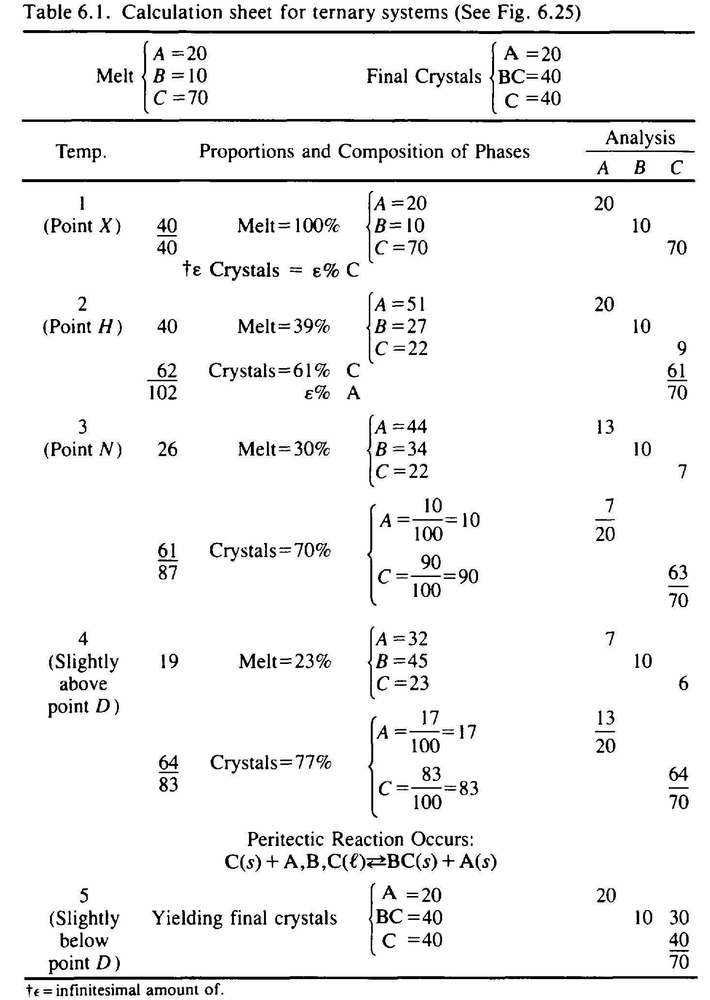 Table 6.1. Calculation sheet for ternary systems (See Fig. 6.25)
Melt { A = 20
B = 10
C = 70
Final Crystals { A = 20
BC = 40
C = 40
Temp. Proportions and Composition of Phases Analysis
A B C
1 A = 20 20
(Point X) 40 Melt = 100% B = 10 10
40 C = 70 70
†ε Crystals = ε% C
2 A = 51 20
(Point H) 40 Melt = 39% B = 27 10
C = 22 9
62 Crystals = 61% C 61
102 ε% A 70
3 A = 44 13
(Point N) 26 Melt = 30% B = 34 10
C = 22 7
A = 10/100 = 10 7
20
61 Crystals = 70%
87
C = 90/100 = 90 63
70
4 A = 32 7
(Slightly 19 Melt = 23% B = 45 10
above C = 23 6
point D)
A = 17/100 = 17 13
20
64 Crystals = 77%
83
C = 83/100 = 83 64
70
Peritectic Reaction Occurs:
C(s) + A,B,C(ℓ)⇄BC(s) + A(s)
5 A = 20 20
(Slightly Yielding final crystals BC = 40 10 30
below C = 40 40
point D) 70
†ϵ = infinitesimal amount of.